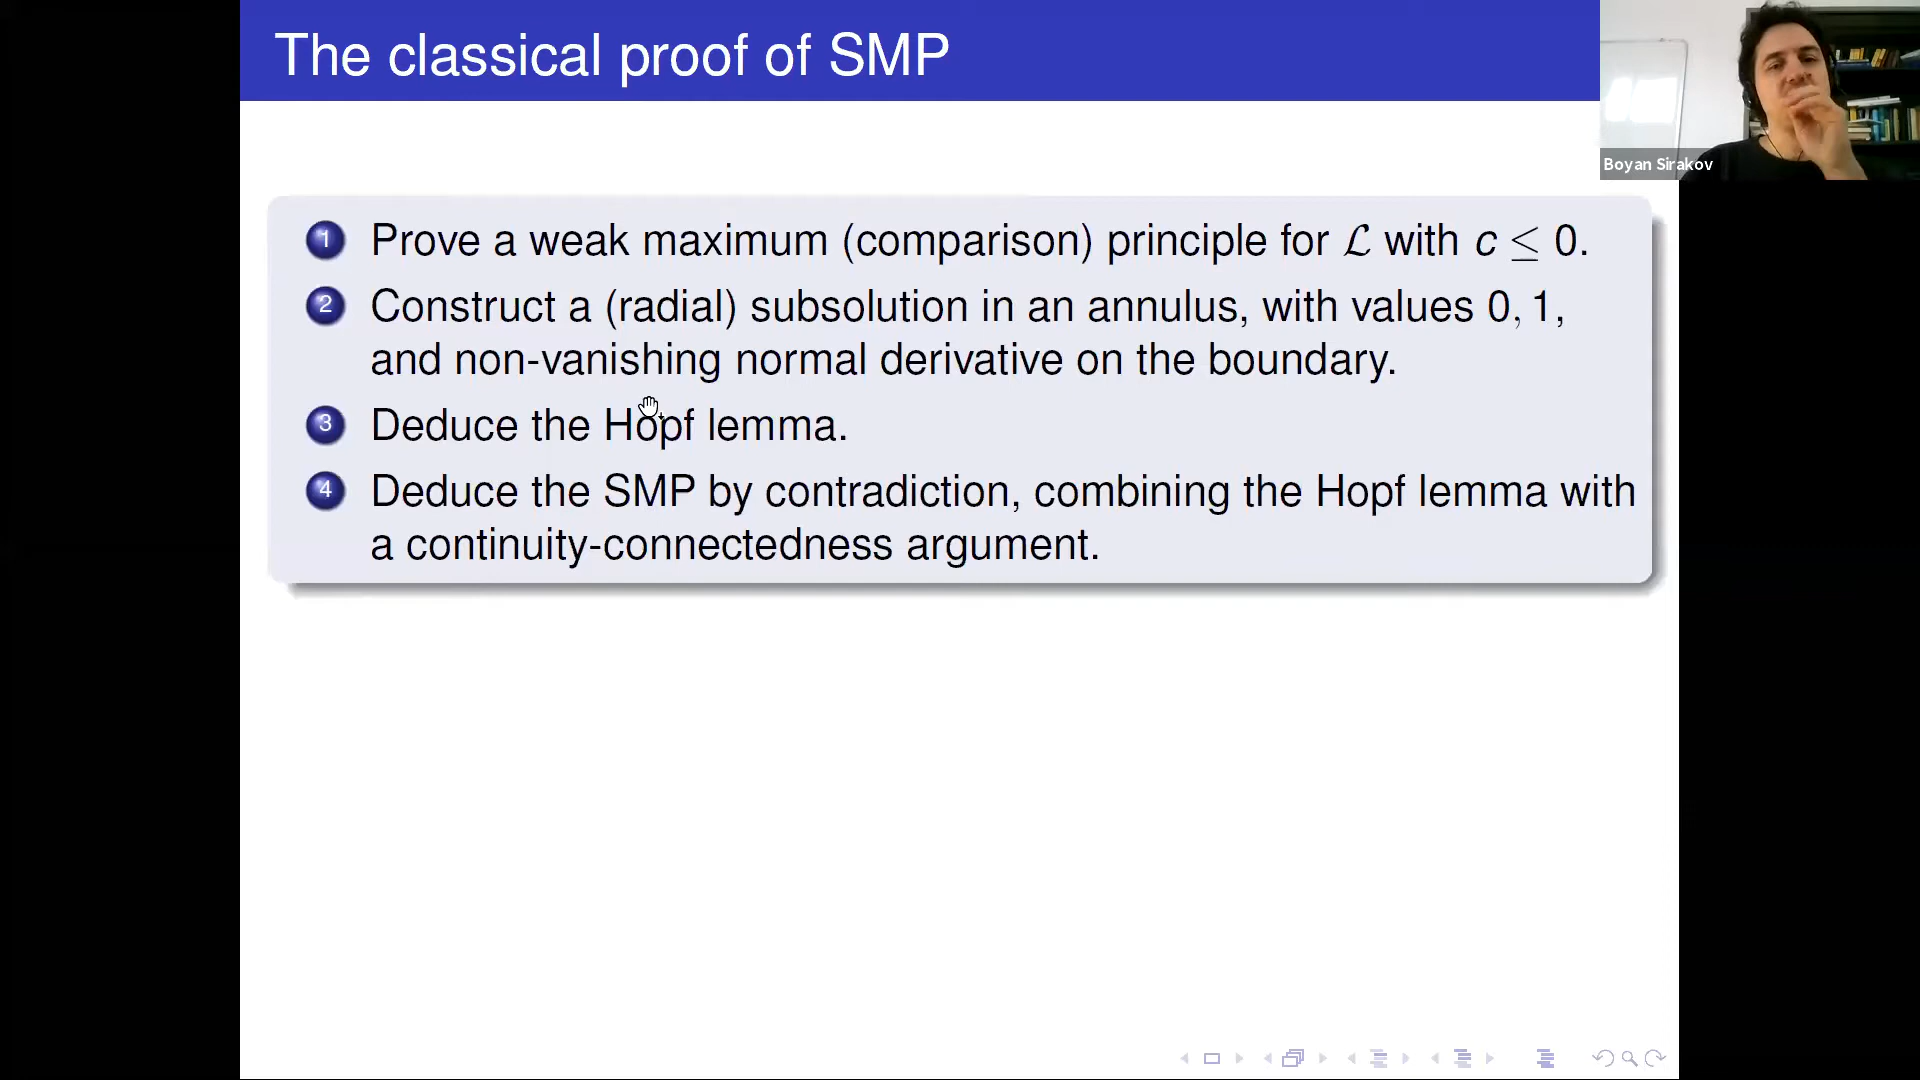 The classical proof of SMP
Boyan Sirakov
1 Prove a weak maximum (comparison) principle for ℒ with c ≤ 0.
2 Construct a (radial) subsolution in an annulus, with values 0, 1,
and non-vanishing normal derivative on the boundary.
3 Deduce the Hopf lemma.
4 Deduce the SMP by contradiction, combining the Hopf lemma with
a continuity-connectedness argument.